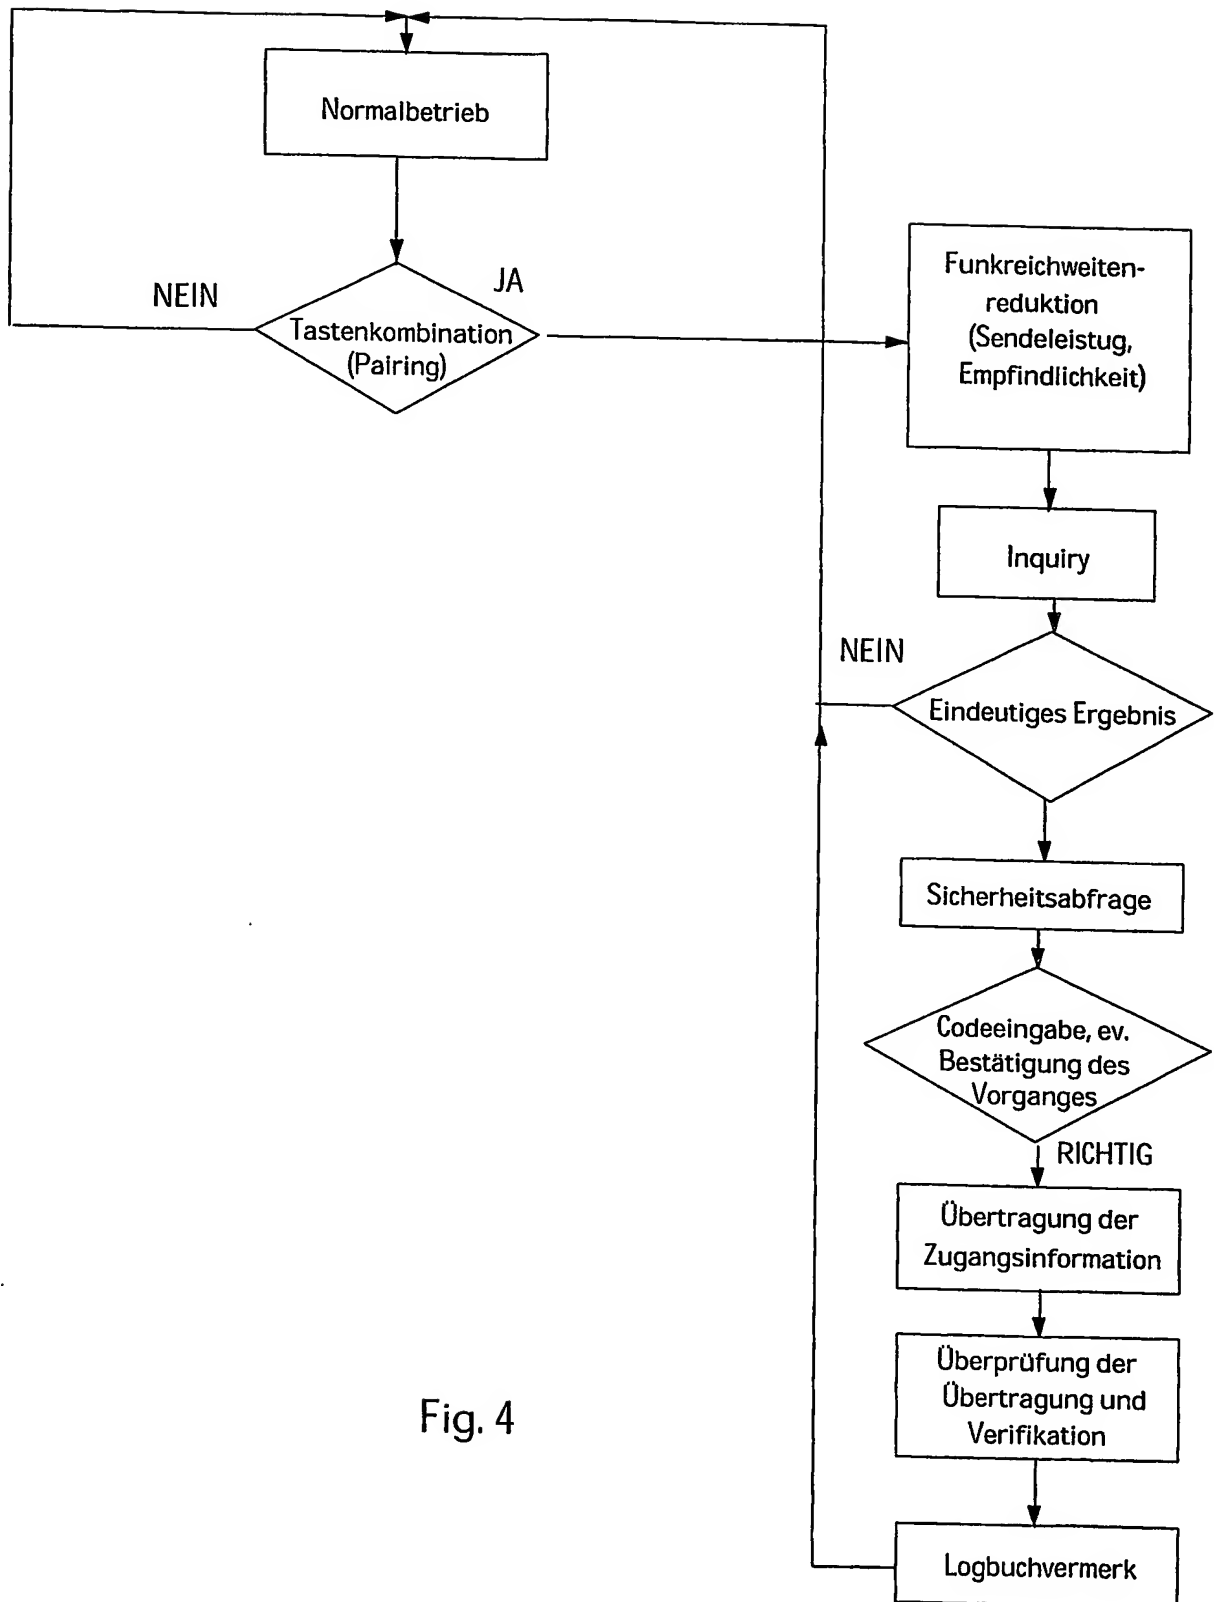 Normalbetrieb
NEIN
JA
Tastenkombination
(Pairing)
Funkreichweiten-
reduktion
(Sendeleistug,
Empfindlichkeit)
Inquiry
NEIN
Eindeutiges Ergebnis
Sicherheitsabfrage
Codeeingabe, ev.
Bestätigung des
Vorganges
RICHTIG
Übertragung der
Zugangsinformation
Überprüfung der
Übertragung und
Verifikation
Logbuchvermerk
Fig. 4